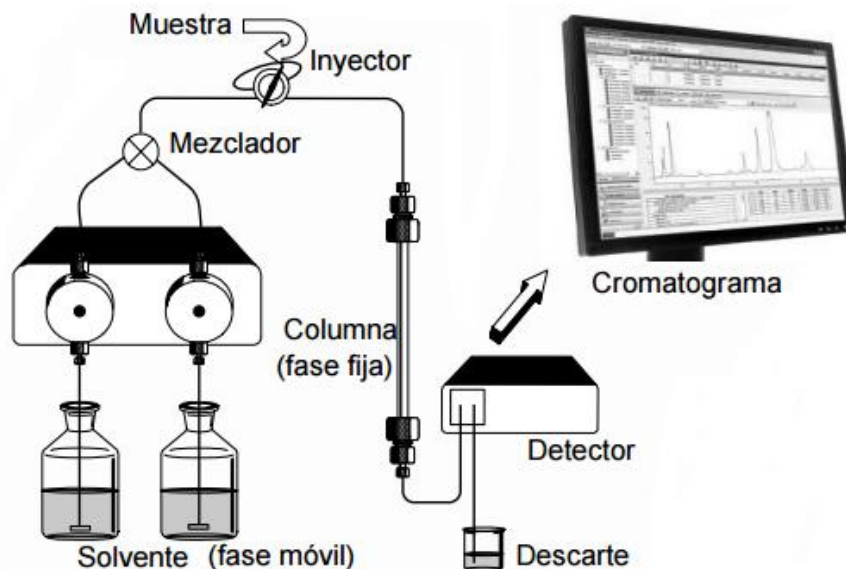 Muestra
Inyector
Mezclador
Cromatograma
Columna
(fase fija)
Detector
Solvente (fase móvil)
Descarte